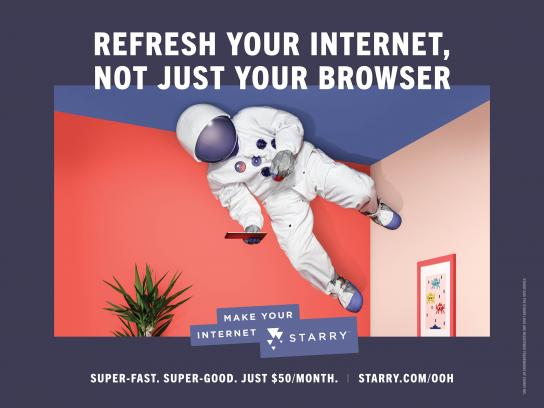 REFRESH YOUR INTERNET,
NOT JUST YOUR BROWSER
MAKE YOUR
INTERNET
STARRY
SUPER-FAST. SUPER-GOOD. JUST $50/MONTH. | STARRY.COM/OOH